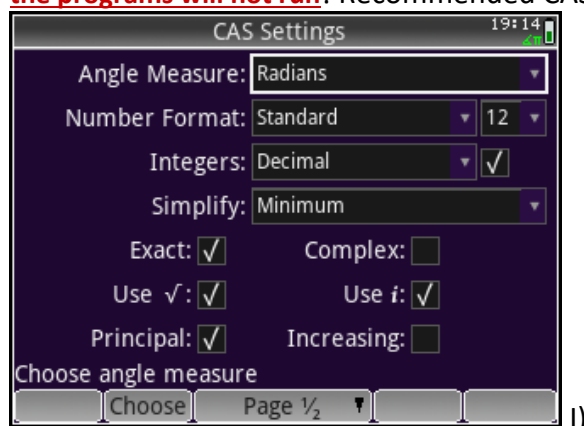 the programs will not run! Recommended CAS
CAS Settings 19:14
∡π
Angle Measure: Radians
Number Format: Standard 12
Integers: Decimal
Simplify: Minimum
Exact: Complex:
Use √: Use i:
Principal: Increasing:
Choose angle measure
Choose Page ½